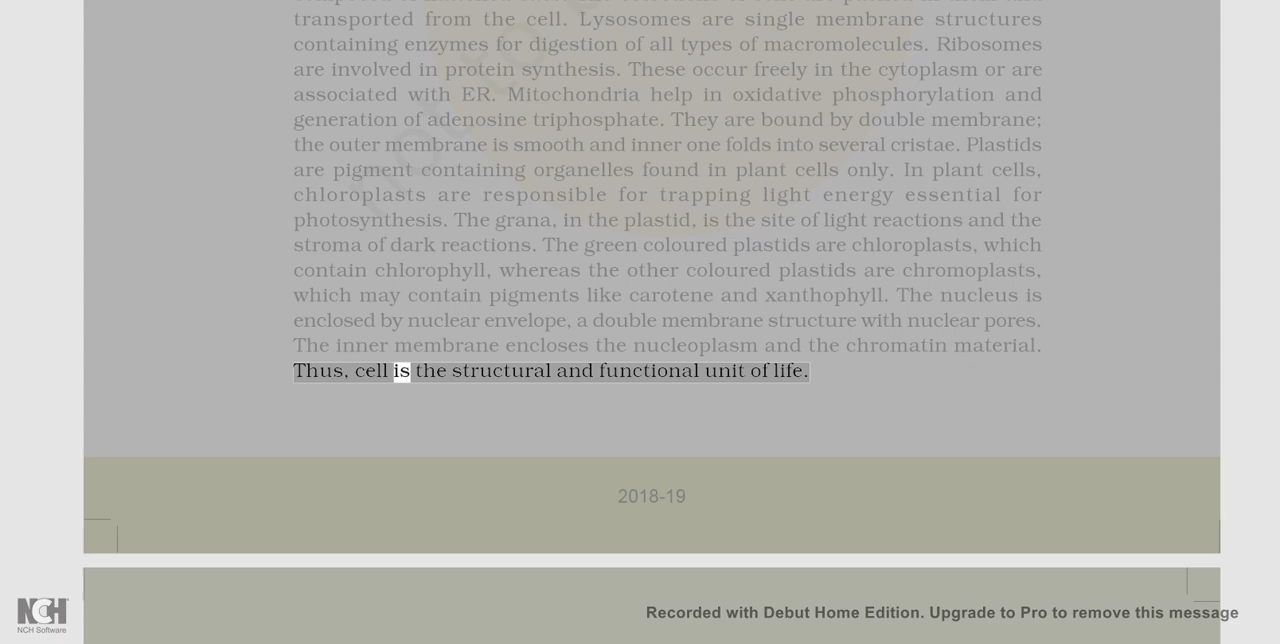 transported from the cell. Lysosomes are single membrane structures
containing enzymes for digestion of all types of macromolecules. Ribosomes
are involved in protein synthesis. These occur freely in the cytoplasm or are
associated with ER. Mitochondria help in oxidative phosphorylation and
generation of adenosine triphosphate. They are bound by double membrane;
the outer membrane is smooth and inner one folds into several cristae. Plastids
are pigment containing organelles found in plant cells only. In plant cells,
chloroplasts are responsible for trapping light energy essential for
photosynthesis. The grana, in the plastid, is the site of light reactions and the
stroma of dark reactions. The green coloured plastids are chloroplasts, which
contain chlorophyll, whereas the other coloured plastids are chromoplasts,
which may contain pigments like carotene and xanthophyll. The nucleus is
enclosed by nuclear envelope, a double membrane structure with nuclear pores.
The inner membrane encloses the nucleoplasm and the chromatin material.
Thus, cell is the structural and functional unit of life.
2018-19
NCH
NCH Software
Recorded with Debut Home Edition. Upgrade to Pro to remove this message